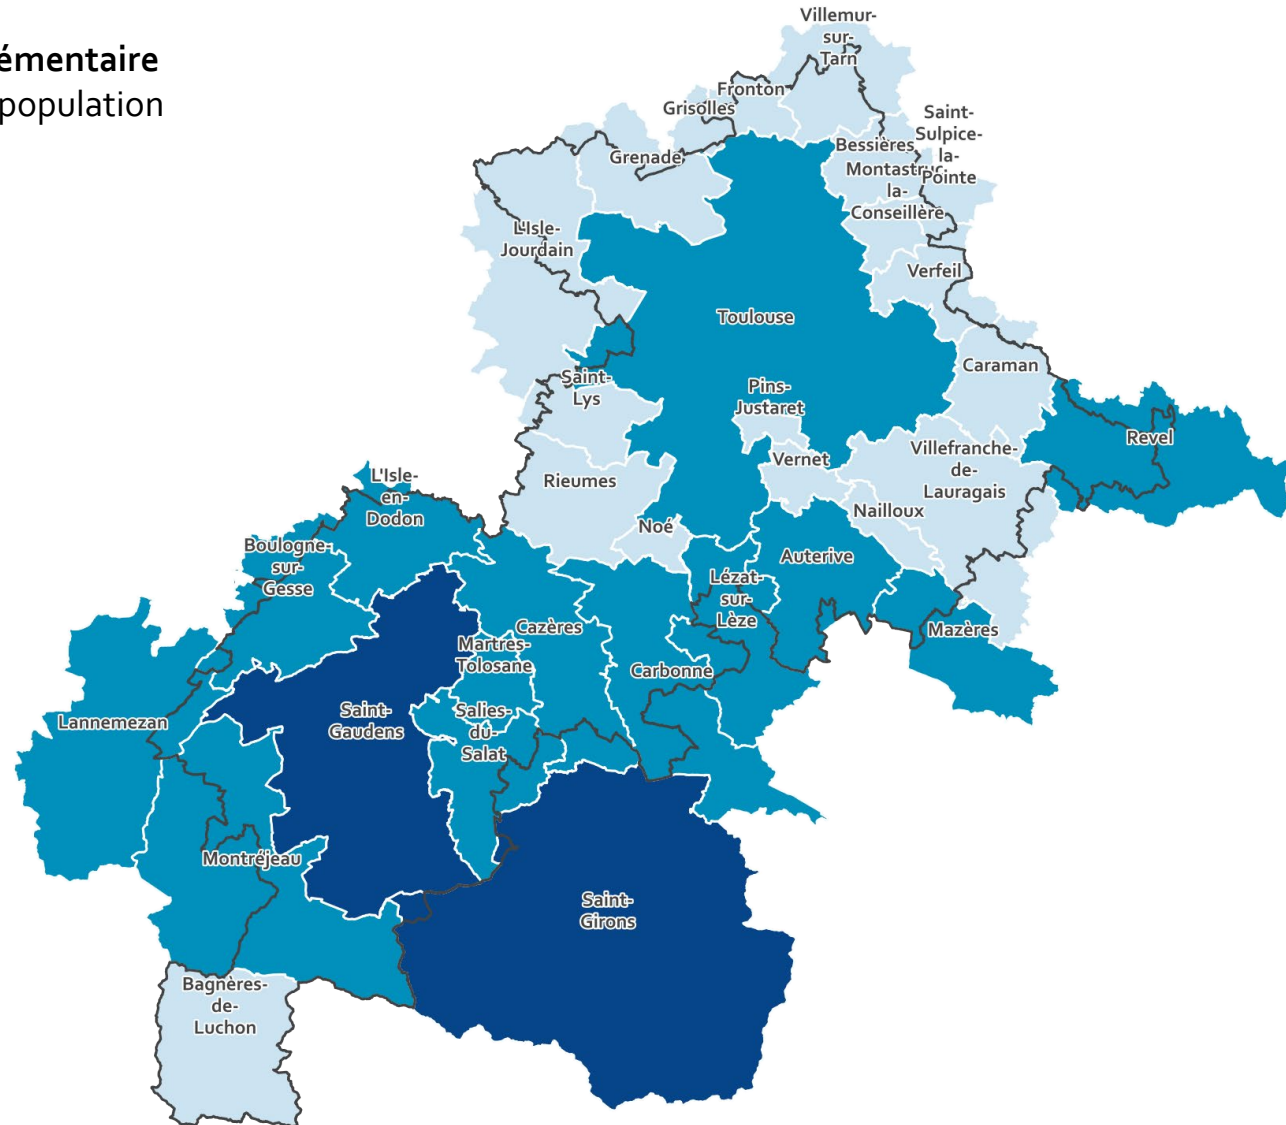 émentaire
population
Villemur-
sur-
Tarn
Fronton
Grisolles
Saint-
Sulpice-
la-
Pointe
Bessières
Grenade
Montastruc-
la-
Conseillère
L'Isle-
Jourdain
Verfeil
Toulouse
Caraman
Saint-
Lys
Pins-
Justaret
Revel
Villefranche-
de-
Lauragais
Vernet
Rieumes
L'Isle-
en-
Dodon
Nailloux
Noé
Boulogne-
sur-
Gesse
Auterive
Lézat-
sur-
Lèze
Cazères
Mazères
Martres-
Tolosane
Carbonne
Saint-
Gaudens
Salies-
du-
Salat
Lannemezan
Montréjeau
Saint-
Girons
Bagnères-
de-
Luchon